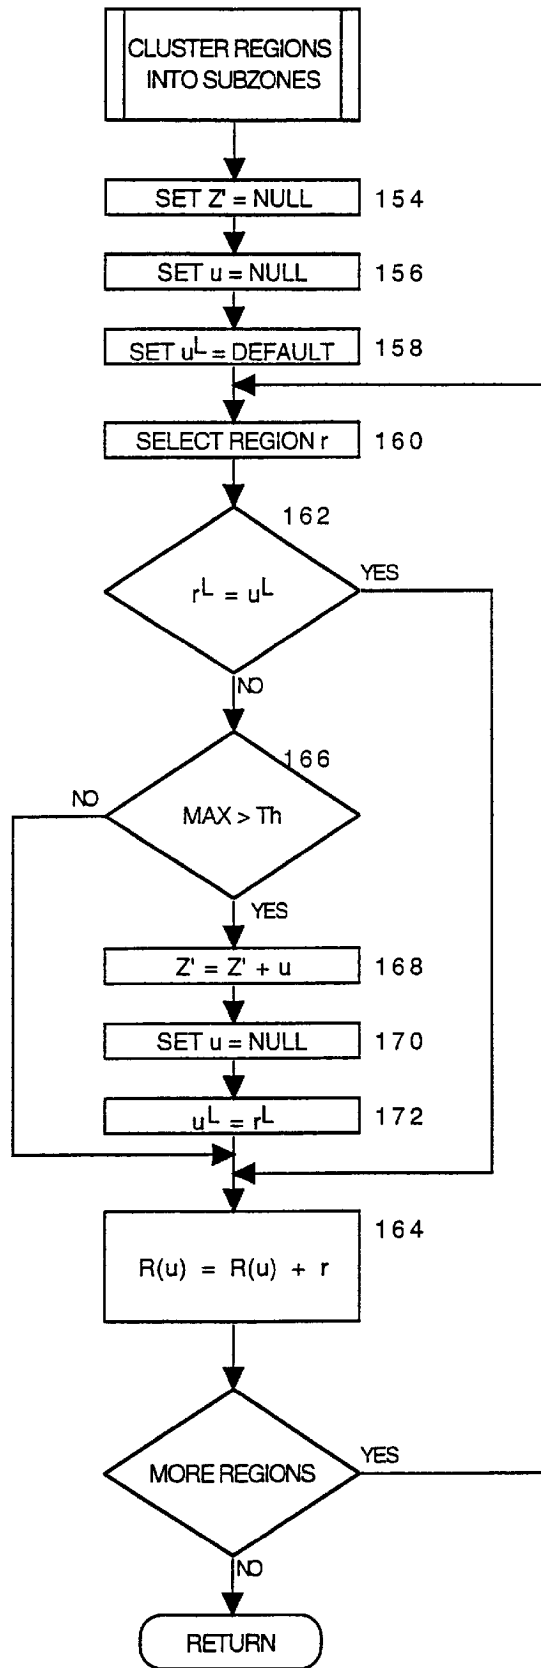 CLUSTER REGIONS
INTO SUBZONES
SET Z' = NULL 154
SET u = NULL 156
SET u^L = DEFAULT 158
SELECT REGION r 160
162
r^L = u^L
YES
NO
166
MAX > Th
NO
YES
Z' = Z' + u 168
SET u = NULL 170
u^L = r^L 172
164
R(u) = R(u) + r
MORE REGIONS
YES
NO
RETURN